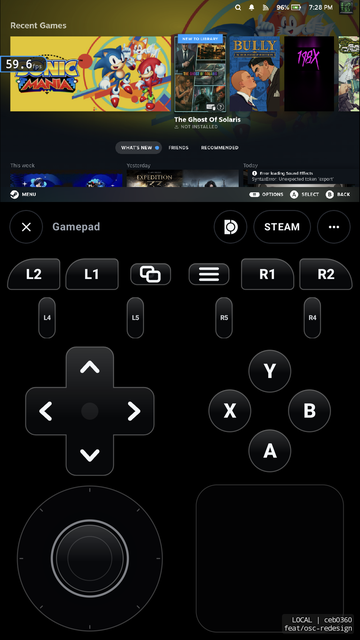 96% 7:28 PM
Recent Games
59.6 fps
SONIC MANIA
NEW TO LIBRARY
BULLY
198X
The Ghost Of Solaris
NOT INSTALLED
WHAT'S NEW
FRIENDS
RECOMMENDED
This week
Yesterday
Today
EXPEDITION
Error loading Sound Effects
SyntaxError: Unexpected token 'export'
MENU
OPTIONS
A SELECT
B BACK
Gamepad
STEAM
L2
L1
R1
R2
L4
L5
R5
R4
Y
X
B
A
LOCAL | ceb0360
feat/osc-redesign